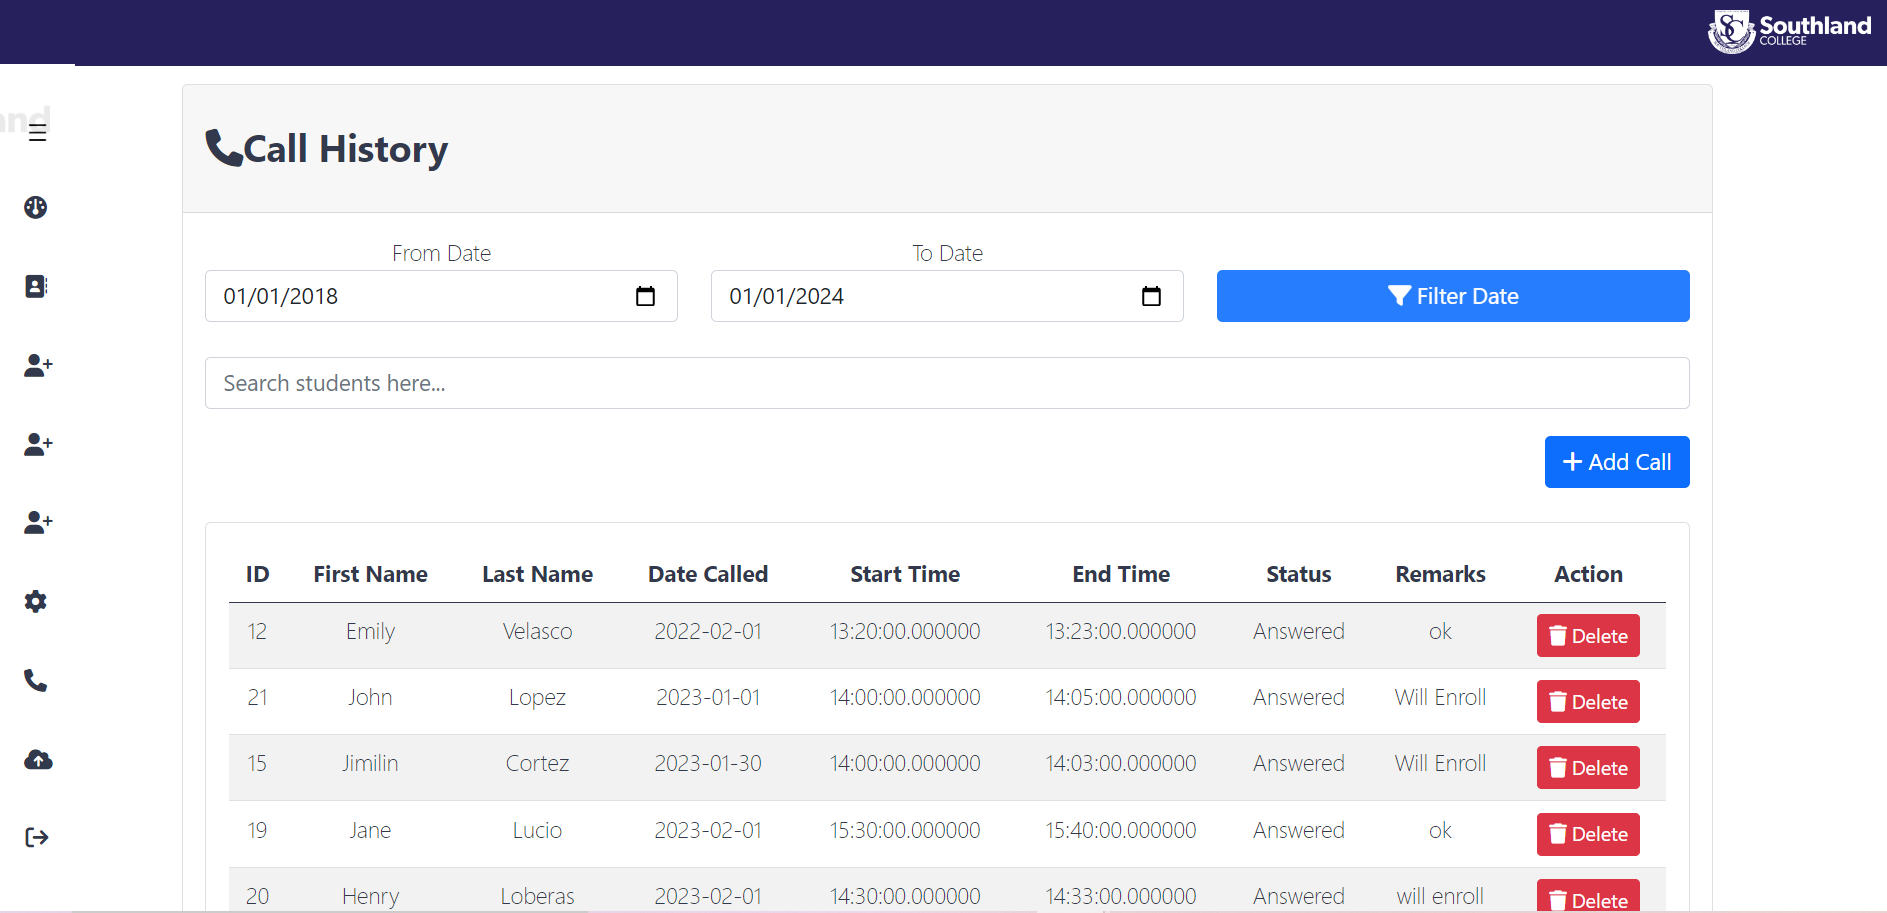 Southland
COLLEGE
nd
Call History
From Date
To Date
01/01/2018
01/01/2024
Filter Date
Search students here...
+ Add Call
ID First Name Last Name Date Called Start Time End Time Status Remarks Action
12 Emily Velasco 2022-02-01 13:20:00.000000 13:23:00.000000 Answered ok Delete
21 John Lopez 2023-01-01 14:00:00.000000 14:05:00.000000 Answered Will Enroll Delete
15 Jimilin Cortez 2023-01-30 14:00:00.000000 14:03:00.000000 Answered Will Enroll Delete
19 Jane Lucio 2023-02-01 15:30:00.000000 15:40:00.000000 Answered ok Delete
20 Henry Loberas 2023-02-01 14:30:00.000000 14:33:00.000000 Answered will enroll Delete